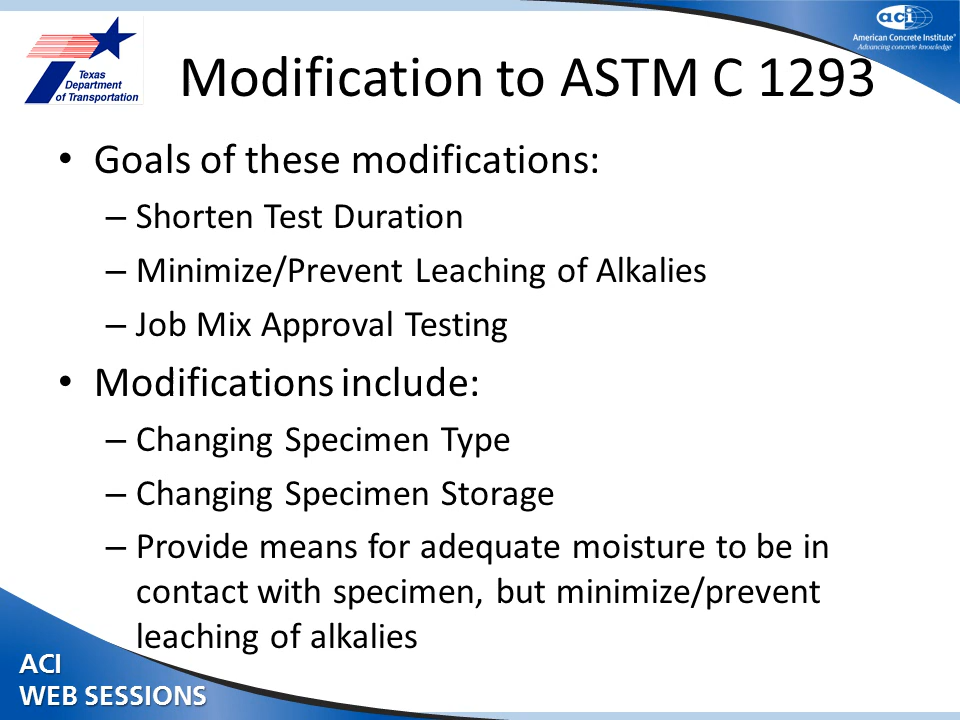 Texas
Department
of Transportation
aci
American Concrete Institute®
Advancing concrete knowledge
Modification to ASTM C 1293
• Goals of these modifications:
– Shorten Test Duration
– Minimize/Prevent Leaching of Alkalies
– Job Mix Approval Testing
• Modifications include:
– Changing Specimen Type
– Changing Specimen Storage
– Provide means for adequate moisture to be in
contact with specimen, but minimize/prevent
leaching of alkalies
ACI
WEB SESSIONS